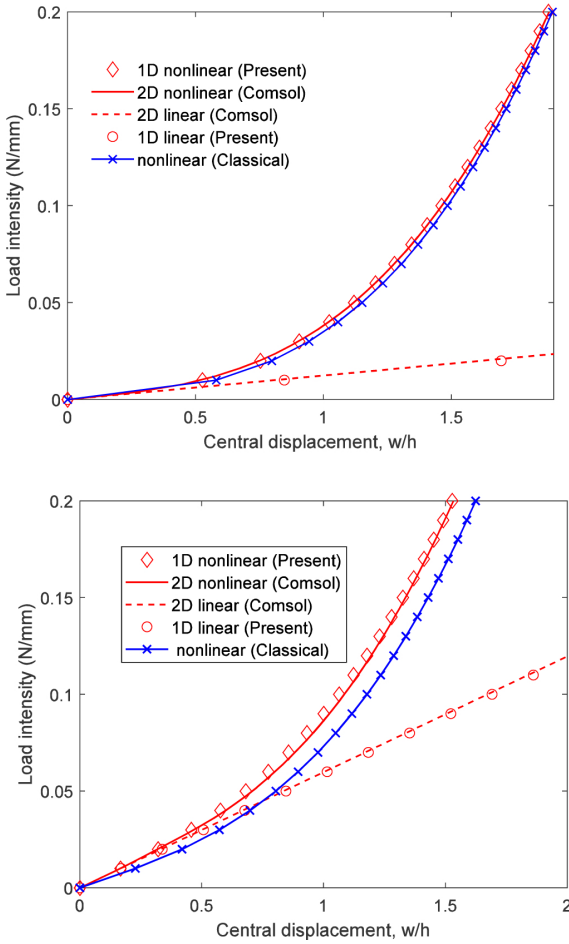 0.2
1D nonlinear (Present)
2D nonlinear (Comsol)
2D linear (Comsol)
1D linear (Present)
nonlinear (Classical)
0.15
0.1
0.05
0
Load intensity (N/mm)
0
0.5
1
1.5
Central displacement, w/h
0.2
1D nonlinear (Present)
2D nonlinear (Comsol)
2D linear (Comsol)
1D linear (Present)
nonlinear (Classical)
0.15
0.1
0.05
0
Load intensity (N/mm)
0
0.5
1
1.5
2
Central displacement, w/h